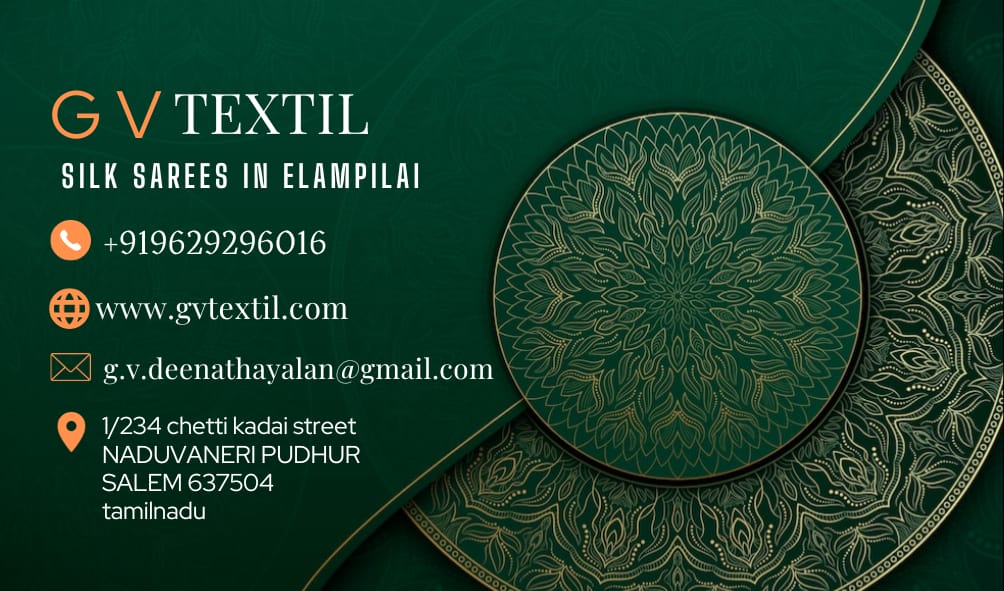 G V TEXTIL
SILK SAREES IN ELAMPILAI
+919629296016
www.gvtextil.com
g.v.deenathayalan@gmail.com
1/234 chetti kadai street
NADUVANERI PUDHUR
SALEM 637504
tamilnadu